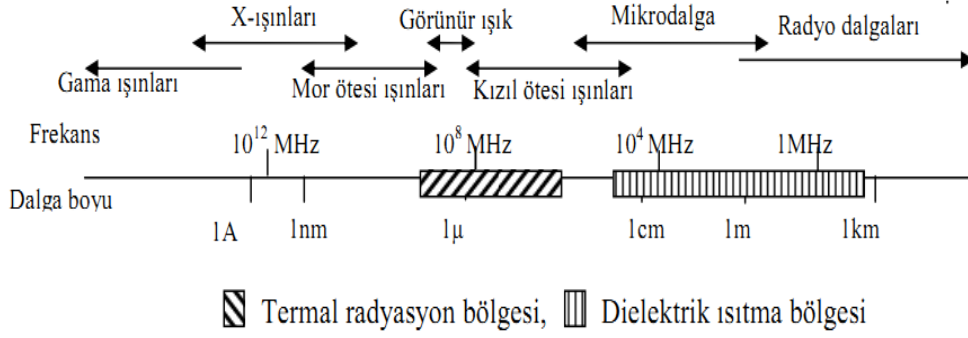 X-ışınları Görünür ışık Mikrodalga Radyo dalgaları
Gama ışınları Mor ötesi ışınları Kızıl ötesi ışınları
Frekans 10¹² MHz 10⁸ MHz 10⁴ MHz 1MHz
Dalga boyu
1A 1nm 1µ 1cm 1m 1km
Termal radyasyon bölgesi, Dielektrik ısıtma bölgesi